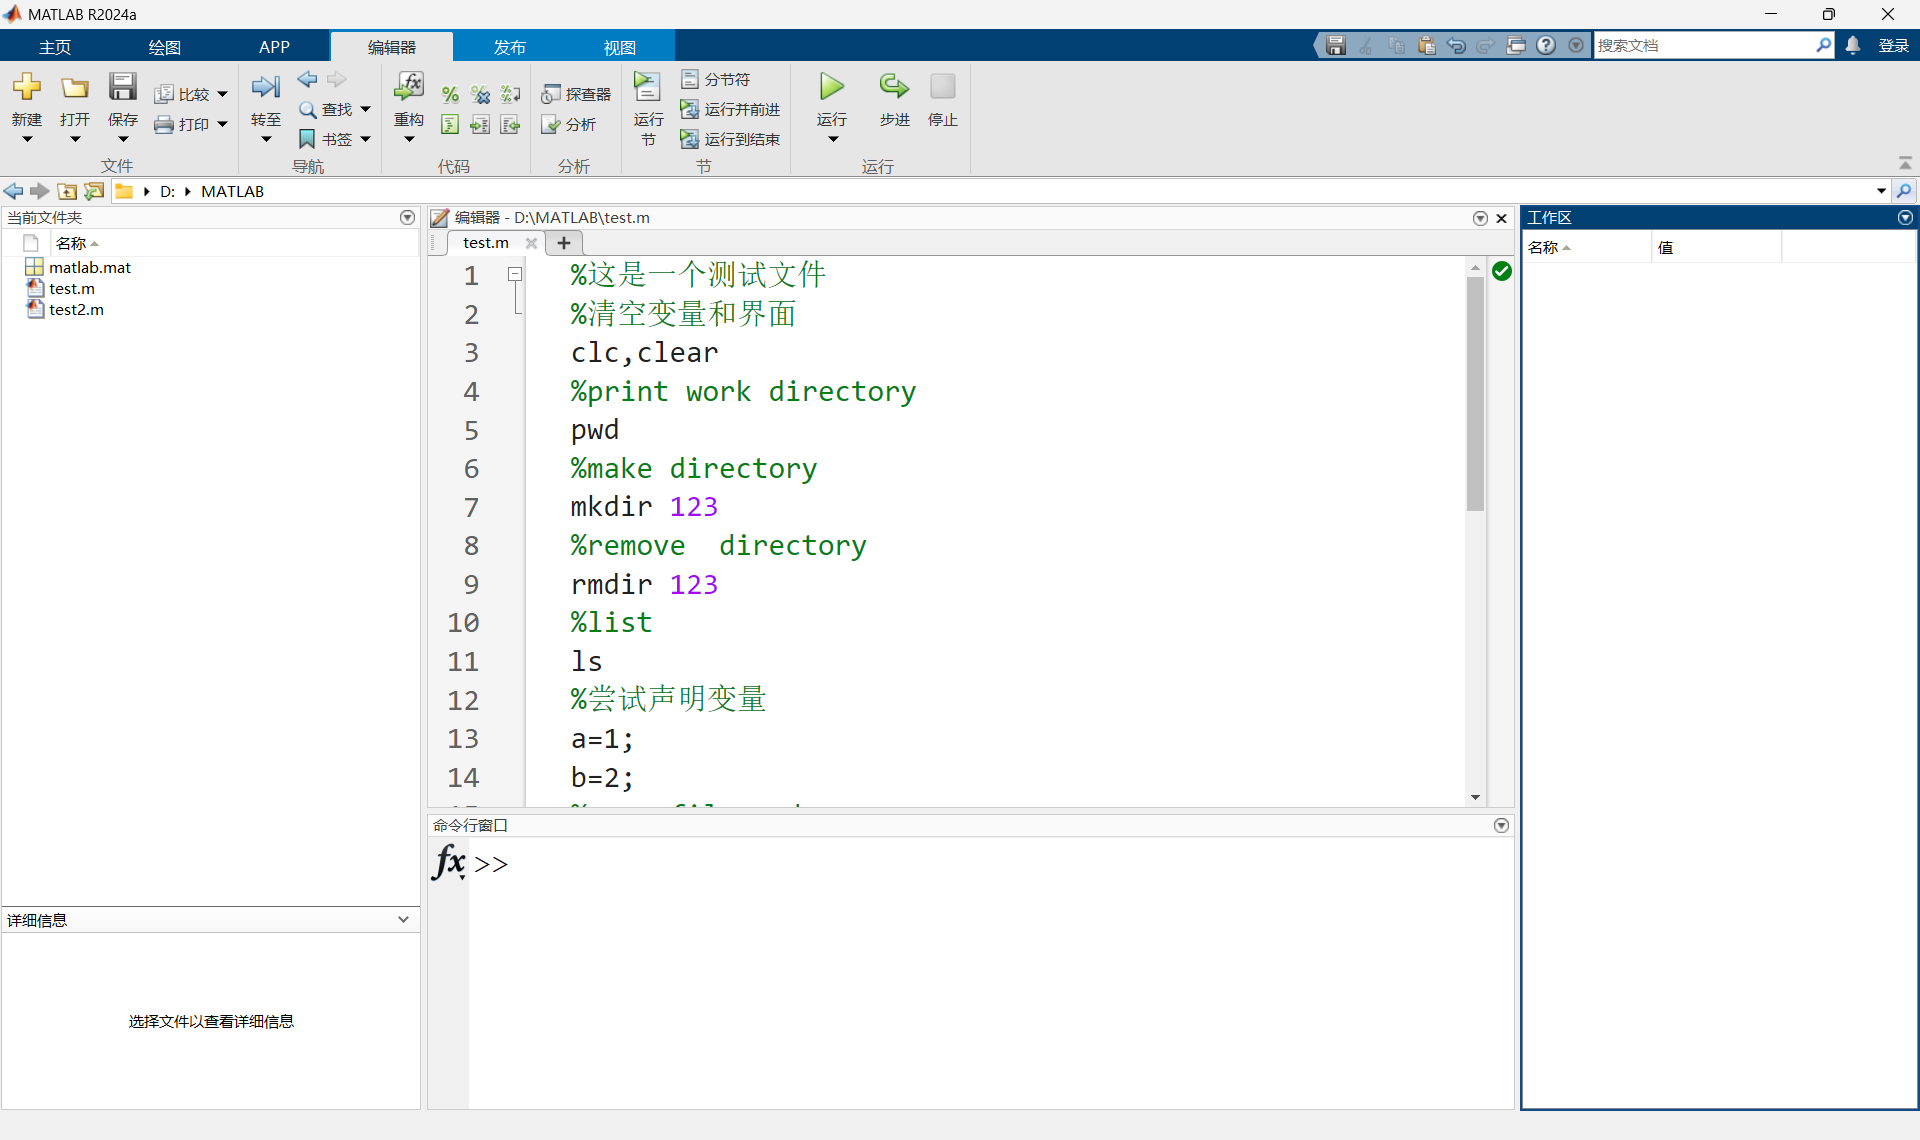 MATLAB R2024a
主页 绘图 APP 编辑器 发布 视图 搜索文档 登录
新建 打开 保存 比较 打印 转至 查找 书签 重构 探查器 分析 运行节 分节符 运行并前进 运行到结束 运行 步进 停止
文件 导航 代码 分析 节 运行
D: MATLAB
当前文件夹
名称
matlab.mat
test.m
test2.m
详细信息
选择文件以查看详细信息
编辑器 - D:\MATLAB\test.m
test.m
1 %这是一个测试文件
2 %清空变量和界面
3 clc,clear
4 %print work directory
5 pwd
6 %make directory
7 mkdir 123
8 %remove  directory
9 rmdir 123
10 %list
11 ls
12 %尝试声明变量
13 a=1;
14 b=2;
命令行窗口
fx >>
工作区
名称 值